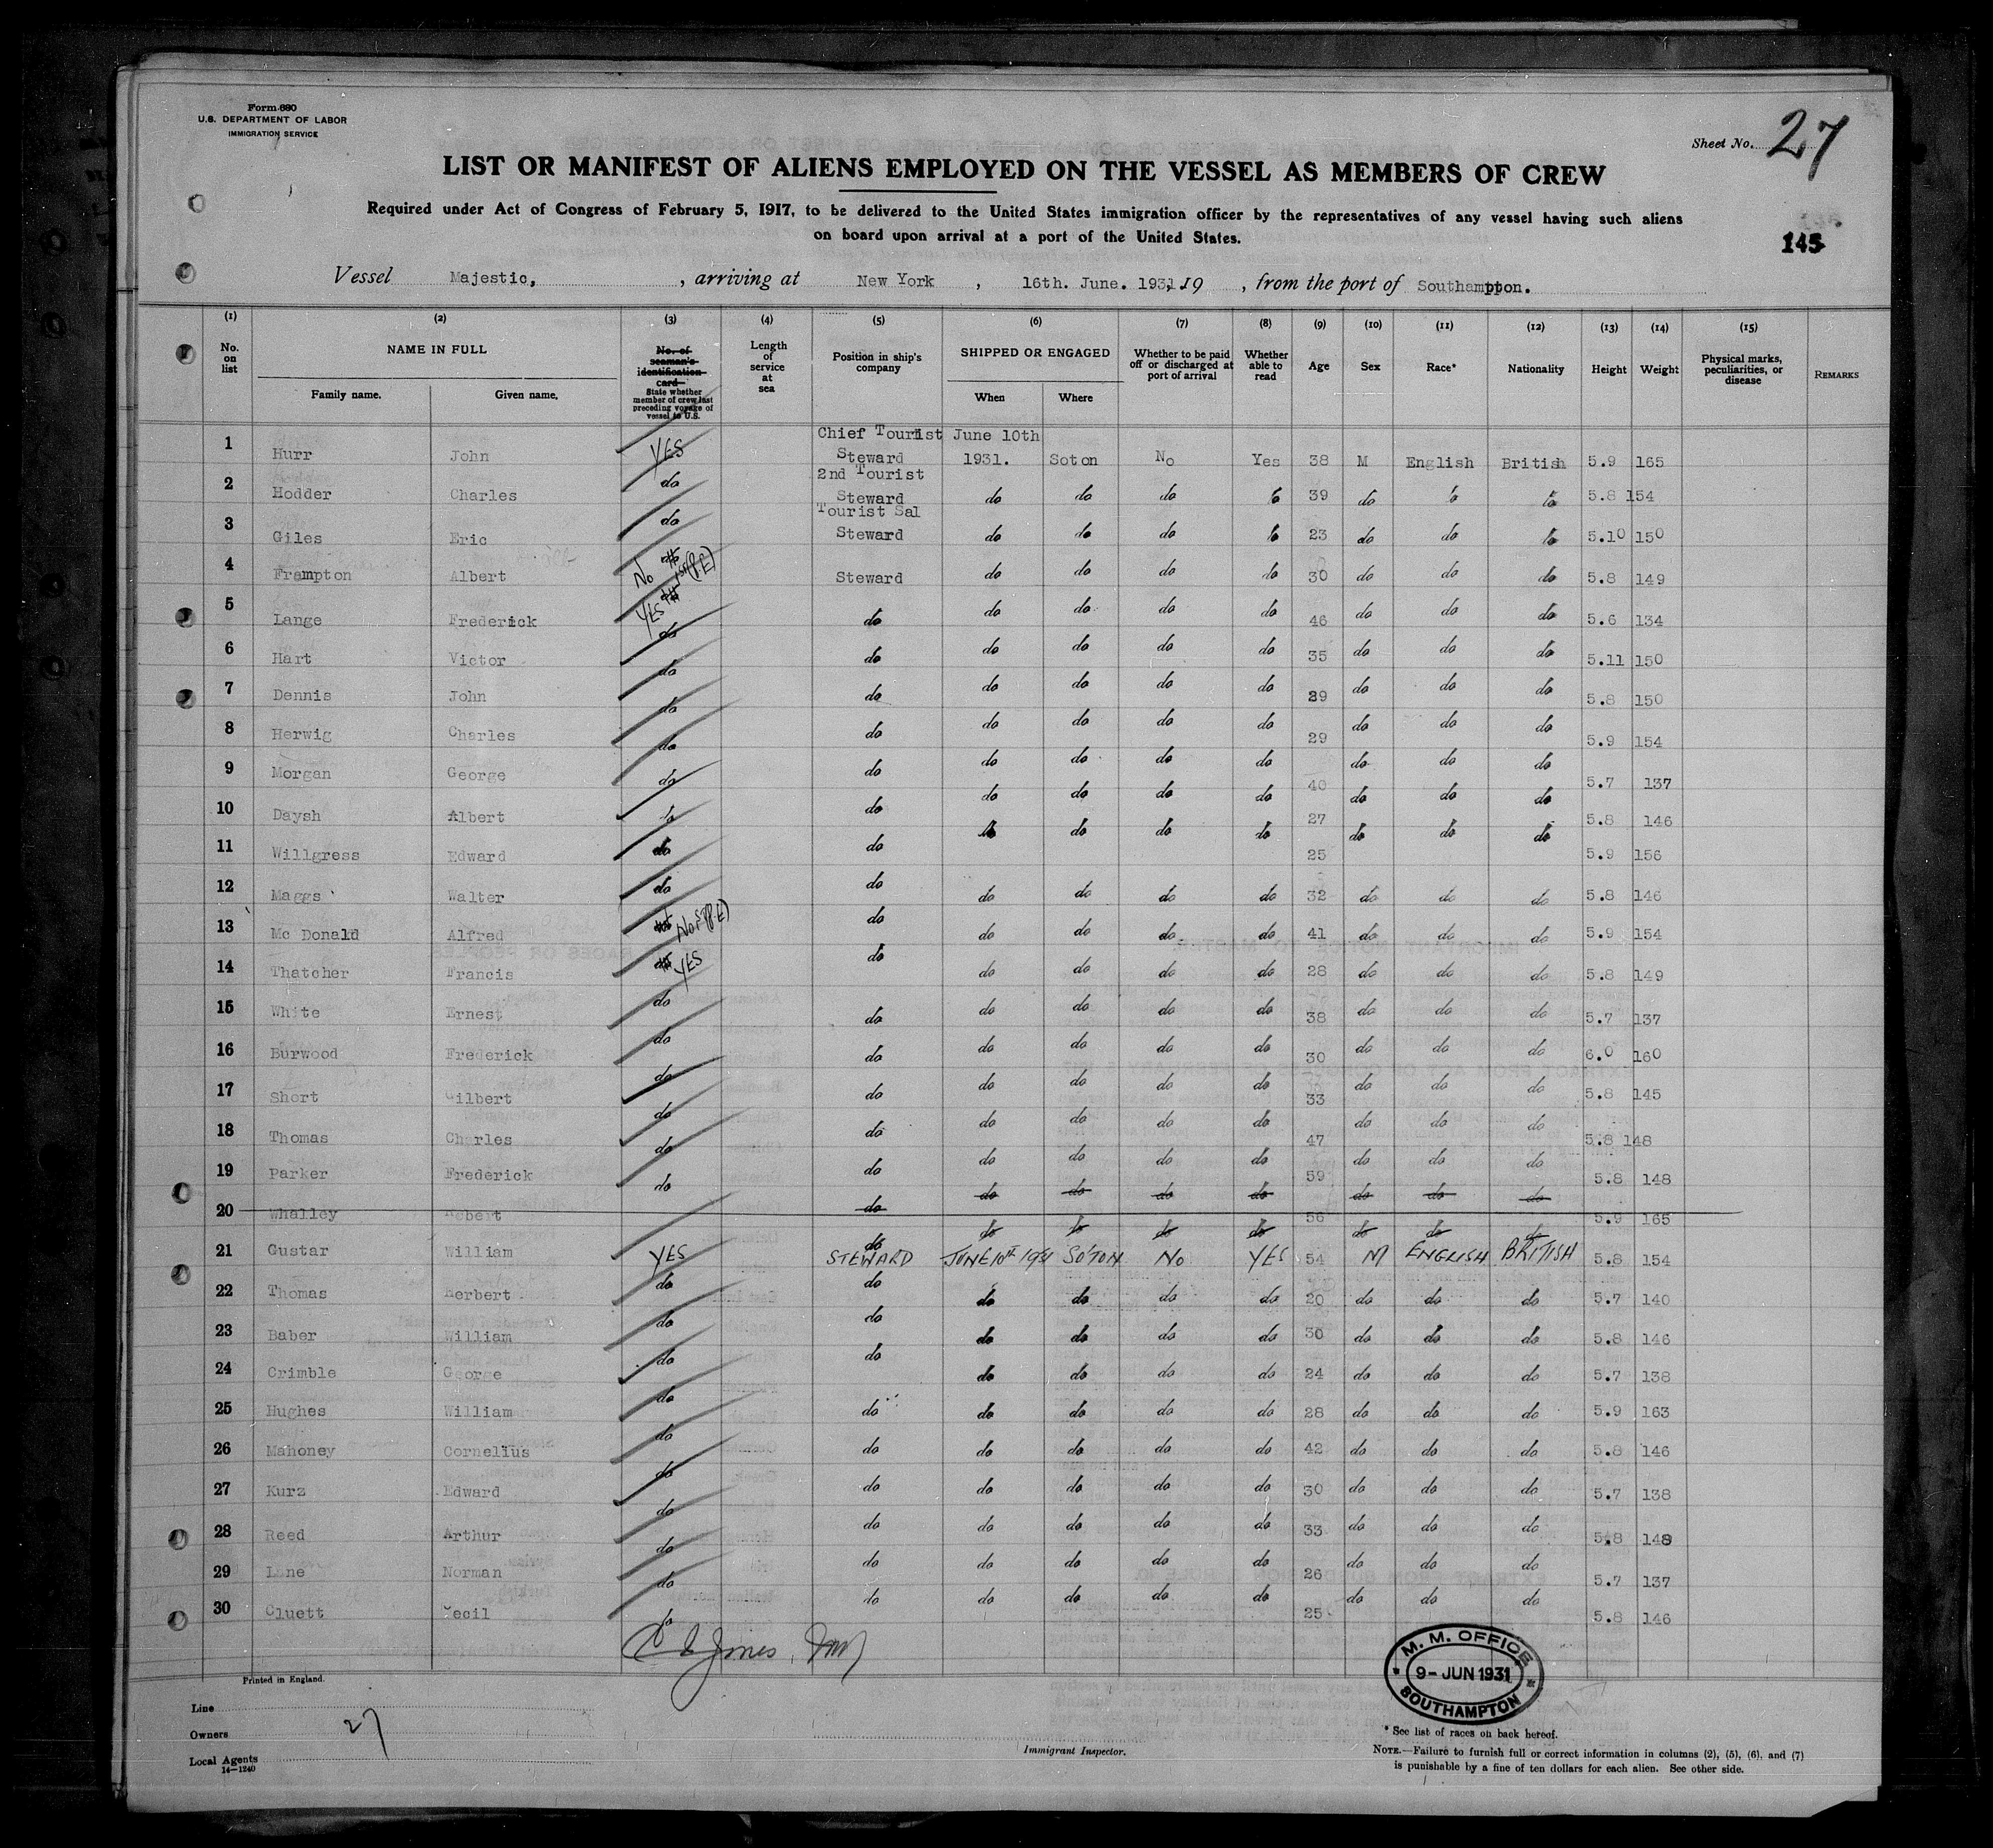 Form 680
U.S. DEPARTMENT OF LABOR
IMMIGRATION SERVICE
Sheet No. 27
LIST OR MANIFEST OF ALIENS EMPLOYED ON THE VESSEL AS MEMBERS OF CREW
Required under Act of Congress of February 5, 1917, to be delivered to the United States immigration officer by the representatives of any vessel having such aliens
on board upon arrival at a port of the United States.
145
Vessel Majestic, , arriving at New York , 16th. June. 1931, 19 , from the port of Southampton.
(1) (2) (3) (4) (5) (6) (7) (8) (9) (10) (11) (12) (13) (14) (15)
No. on list NAME IN FULL Family name. Given name. No. of seaman's identification card State whether member of crew last preceding voyage of vessel to U.S. Length of service at sea Position in ship's company SHIPPED OR ENGAGED When Where Whether to be paid off or discharged at port of arrival Whether able to read Age Sex Race* Nationality Height Weight Physical marks, peculiarities, or disease REMARKS
1 Hurr John YES Chief Tourist Steward June 10th 1931. Soton No Yes 38 M English British 5.9 165
2 Hodder Charles do 2nd Tourist Steward do do do do 39 do do do 5.8 154
3 Giles Eric do Tourist Sal Steward do do do do 23 do do do 5.10 150
4 Frampton Albert No 1st (P.E) Steward do do do do 30 do do do 5.8 149
5 Lange Frederick YES do do do do do 46 do do do 5.6 134
6 Hart Victor do do do do do do 35 do do do 5.11 150
7 Dennis John do do do do do do 39 do do do 5.8 150
8 Herwig Charles do do do do do do 29 do do do 5.9 154
9 Morgan George do do do do do do 40 do do do 5.7 137
10 Daysh Albert do do do do do do 27 do do do 5.8 146
11 Willgress Edward do do do do do do 25 do do do 5.9 156
12 Maggs Walter do do do do do do 32 do do do 5.8 146
13 Mc Donald Alfred No 1st (P.E) do do do do do 41 do do do 5.9 154
14 Thatcher Francis YES do do do do do 28 do do do 5.8 149
15 White Ernest do do do do do do 38 do do do 5.7 137
16 Burwood Frederick do do do do do do 30 do do do 6.0 160
17 Short Gilbert do do do do do do 33 do do do 5.8 145
18 Thomas Charles do do do do do do 47 do do do 5.8 148
19 Parker Frederick do do do do do do 59 do do do 5.8 148
20 Whalley do do do do do 56 do do do 5.9 165
21 Gustar William YES STEWARD JUNE 10th 1931 SO'TON No YES 54 M ENGLISH BRITISH 5.8 154
22 Thomas Herbert do do do do do do 20 do do do 5.7 140
23 Baber William do do do do do do 30 do do do 5.8 146
24 Crimble George do do do do do do 24 do do do 5.7 138
25 Hughes William do do do do do do 28 do do do 5.9 163
26 Mahoney Cornelius do do do do do do 42 do do do 5.8 146
27 Kurz Edward do do do do do do 30 do do do 5.7 138
28 Reed Arthur do do do do do do 33 do do do 5.8 148
29 Lane Norman do do do do do do 26 do do do 5.7 137
30 Cluett Cecil do do do do do do 25 do do do 5.8 146
Jones
Printed in England.
M. M. OFFICE
9 - JUN 1931
SOUTHAMPTON
Line
Owners 27
Local Agents
14—1240
Immigrant Inspector.
* See list of races on back hereof.
NOTE.—Failure to furnish full or correct information in columns (2), (5), (6), and (7)
is punishable by a fine of ten dollars for each alien. See other side.